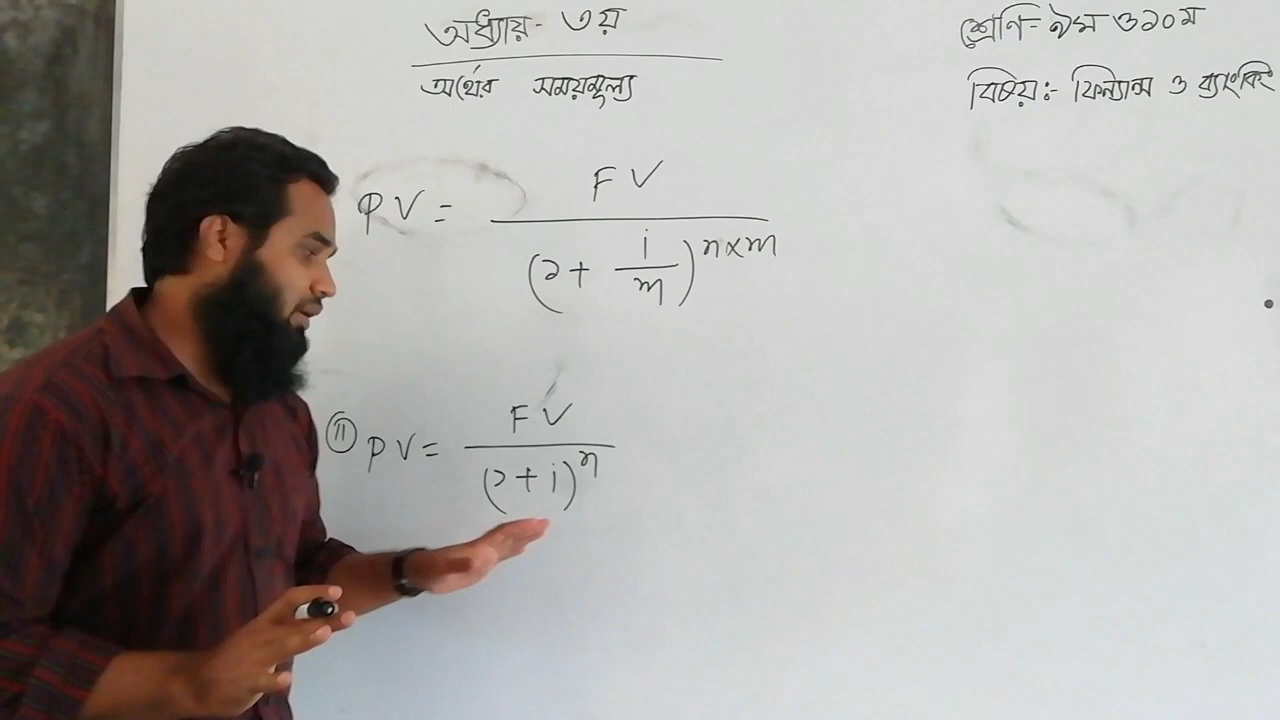 অধ্যায় - ৩য়
অর্থের সময়মূল্য
শ্রেণি - ৯ম ও ১০ম
বিষয়ঃ- ফিন্যান্স ও ব্যাংকিং
PV = FV / (১ + i/m)^n×m
(ii) PV = FV / (১ + i)^n